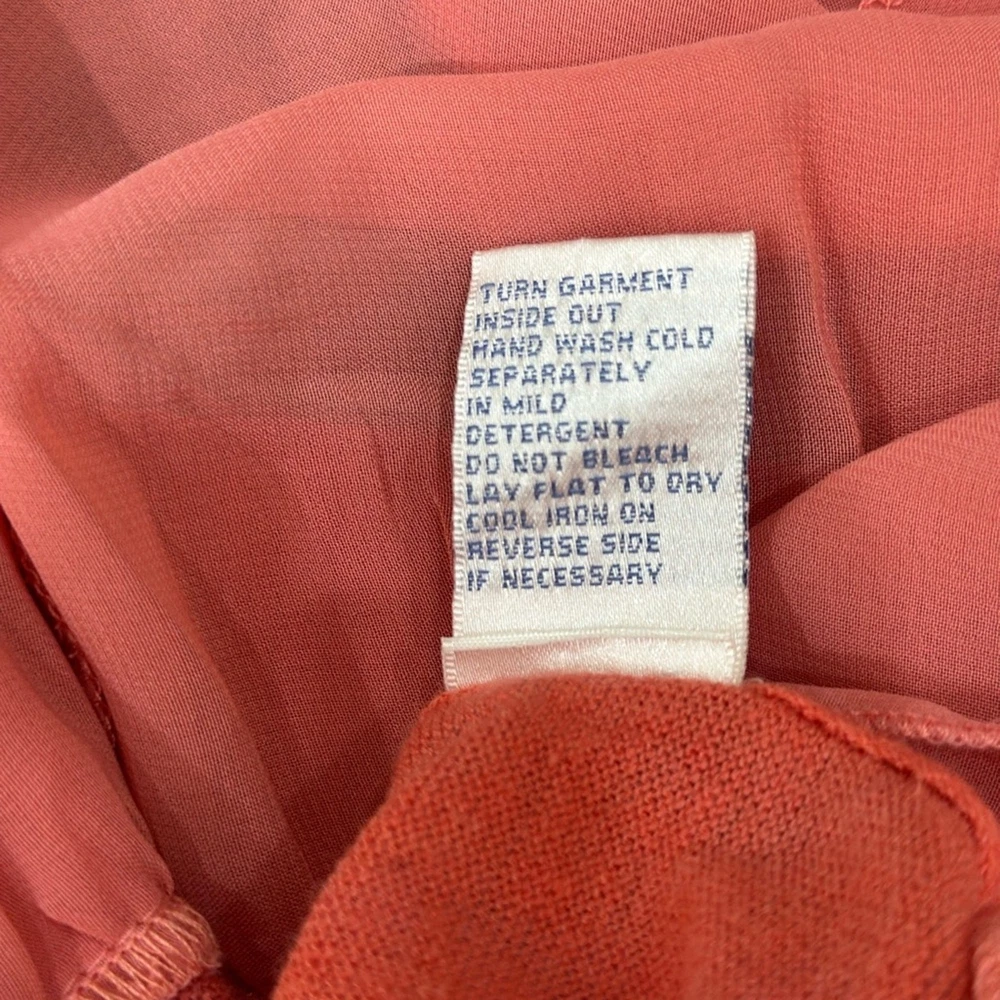 TURN GARMENT
INSIDE OUT
HAND WASH COLD
SEPARATELY
IN MILD
DETERGENT
DO NOT BLEACH
LAY FLAT TO DRY
COOL IRON ON
REVERSE SIDE
IF NECESSARY